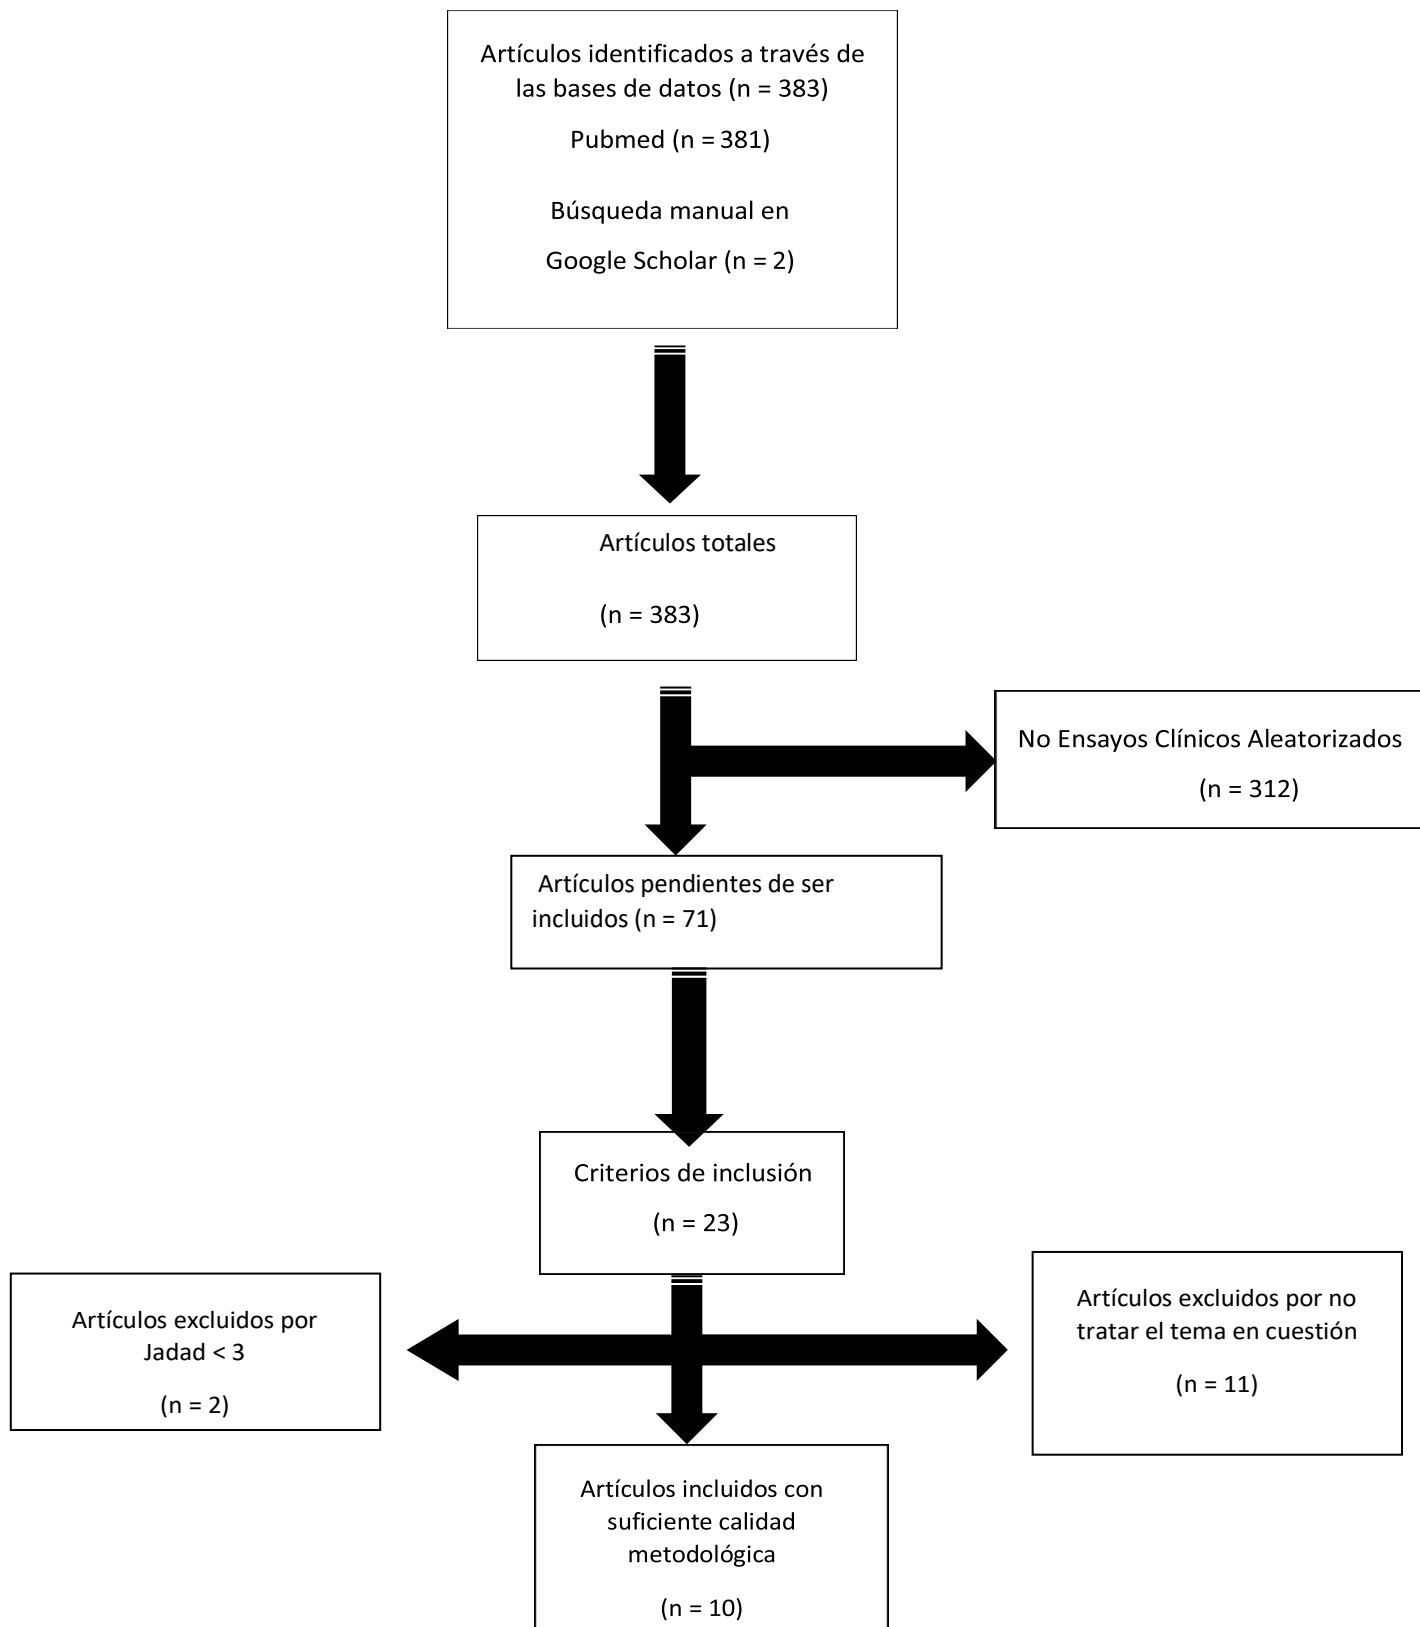 Artículos identificados a través de
las bases de datos (n = 383)
Pubmed (n = 381)
Búsqueda manual en
Google Scholar (n = 2)
Artículos totales
(n = 383)
No Ensayos Clínicos Aleatorizados
(n = 312)
Artículos pendientes de ser
incluidos (n = 71)
Criterios de inclusión
(n = 23)
Artículos excluidos por
Jadad < 3
(n = 2)
Artículos excluidos por no
tratar el tema en cuestión
(n = 11)
Artículos incluidos con
suficiente calidad
metodológica
(n = 10)